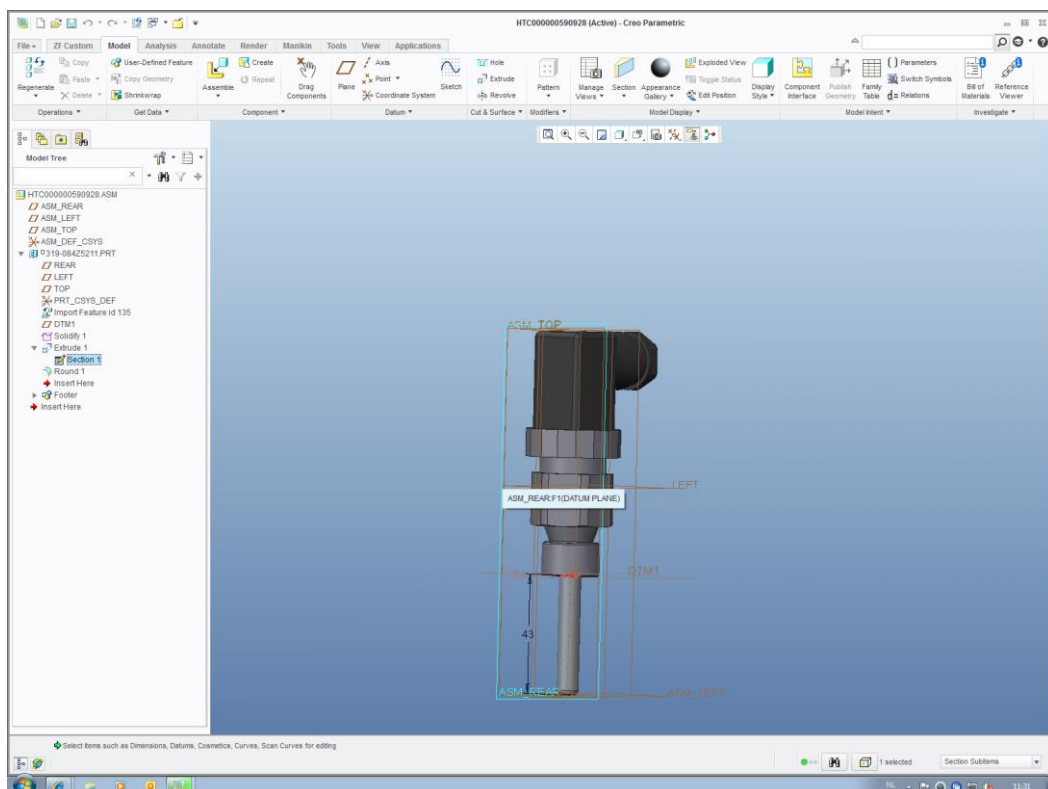 HTC000000590928 (Active) - Creo Parametric
File ZF Custom Model Analysis Annotate Render Manikin Tools View Applications
Regenerate
Copy
Paste
Delete
User-Defined Feature
Copy Geometry
Shrinkwrap
Assemble
Create
Repeat
Drag
Components
Plane
Axis
Point
Coordinate System
Sketch
Hole
Extrude
Revolve
Pattern
Manage
Views
Section
Appearance
Gallery
Exploded View
Toggle Status
Edit Position
Display
Style
Component
Interface
Publish
Geometry
Family
Table
Parameters
Switch Symbols
d= Relations
Bill of
Materials
Reference
Viewer
Operations Get Data Component Datum Cut & Surface Modifiers Model Display Model Intent Investigate
Model Tree
HTC000000590928.ASM
ASM_REAR
ASM_LEFT
ASM_TOP
ASM_DEF_CSYS
319-084Z5211.PRT
REAR
LEFT
TOP
PRT_CSYS_DEF
Import Feature id 135
DTM1
Solidify 1
Extrude 1
Section 1
Round 1
Insert Here
Footer
Insert Here
ASM_TOP
LEFT
ASM_REAR:F1(DATUM PLANE)
DTM1
43
ASM_REAR
ASM_LEFT
Select items such as Dimensions, Datums, Cosmetics, Curves, Scan Curves for editing
1 selected
Section Subitems
NL
11:31